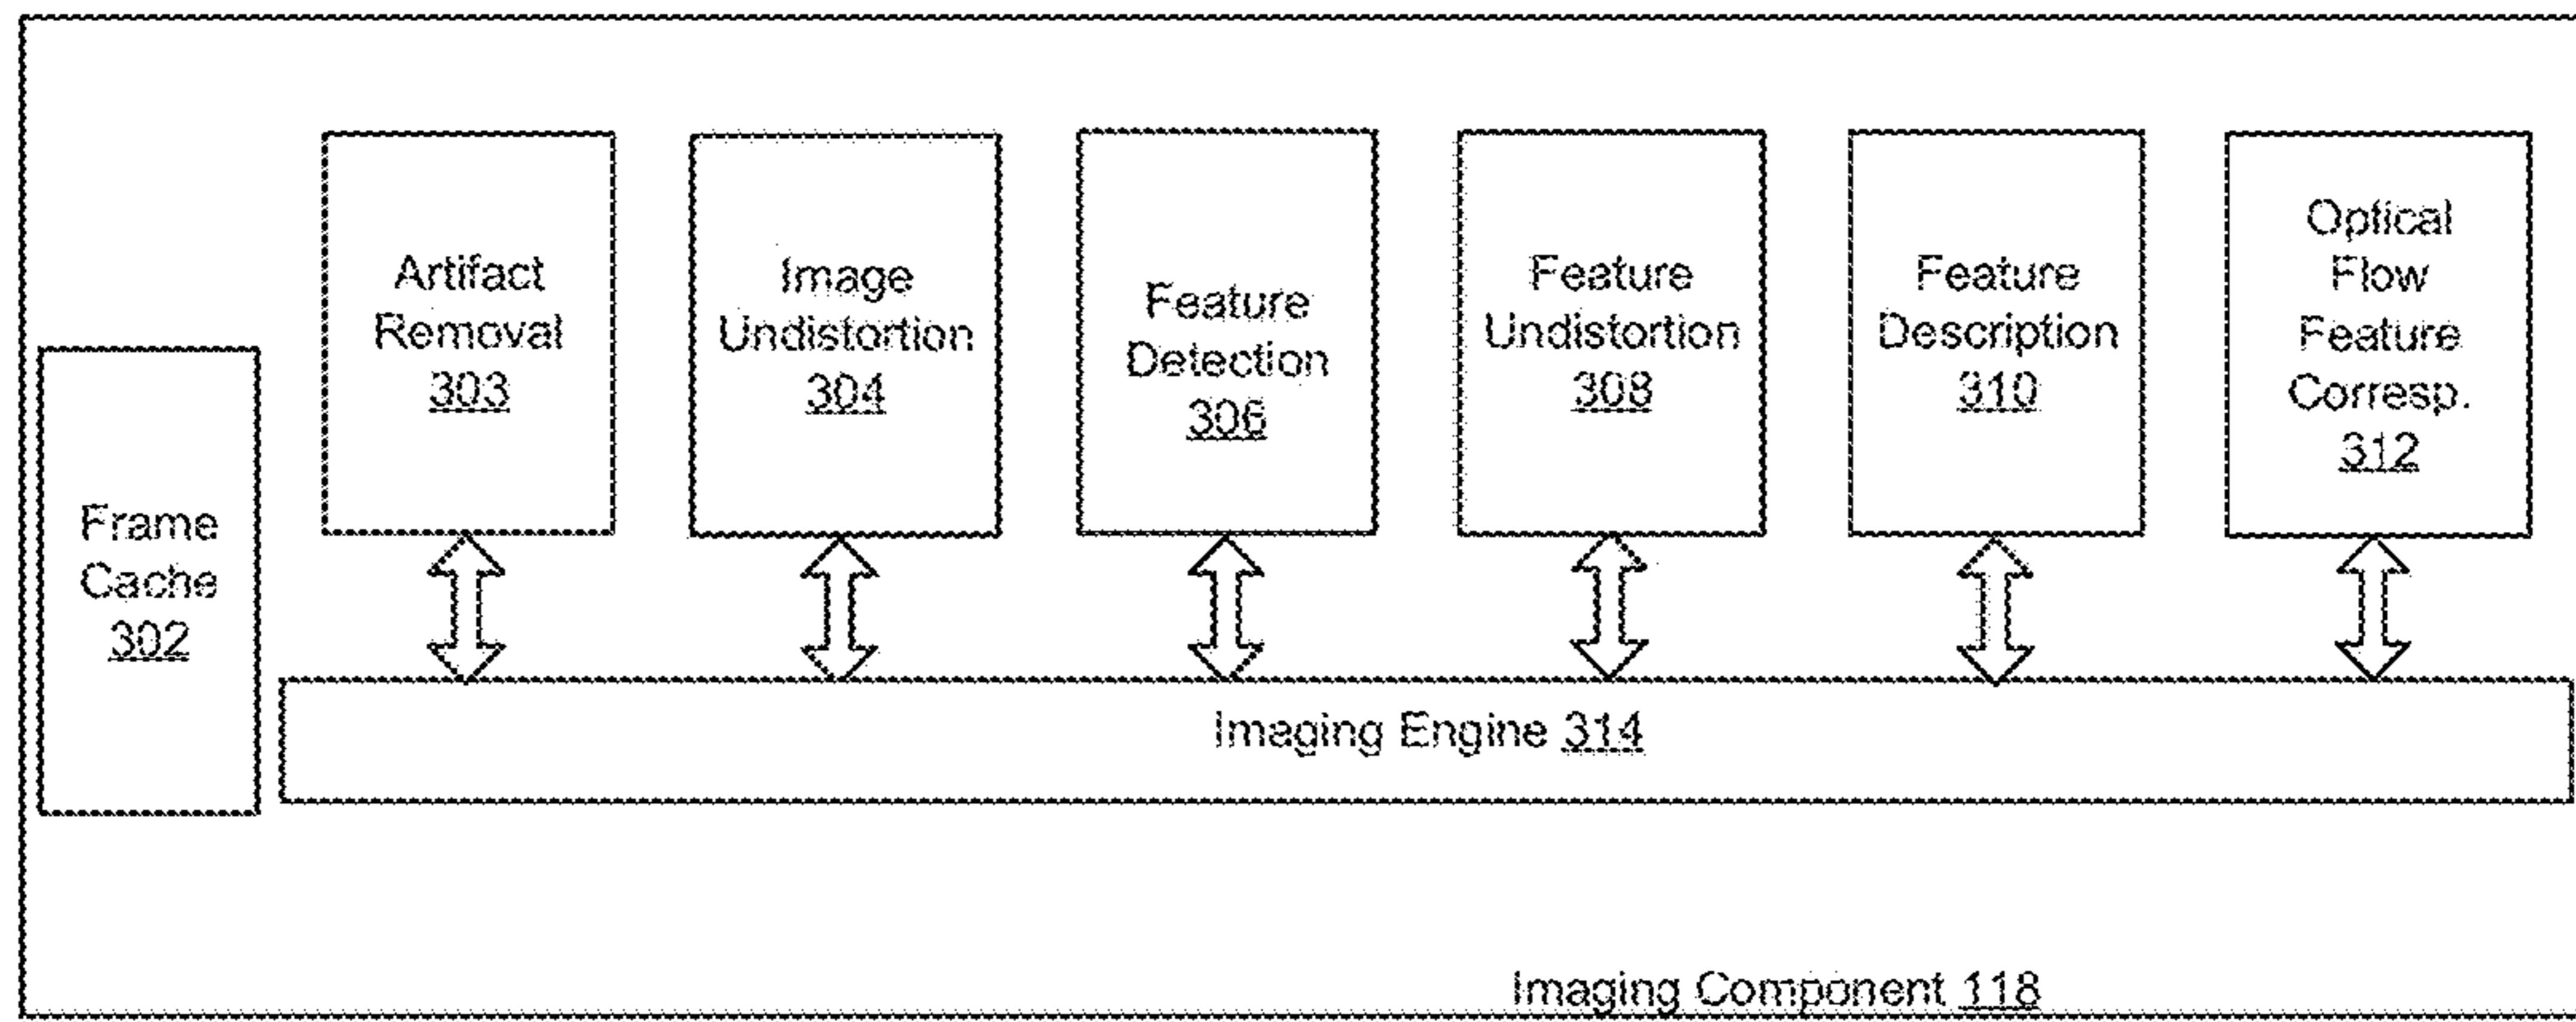 Frame
Cache
302
Artifact
Removal
303
Image
Undistortion
304
Feature
Detection
306
Feature
Undistortion
308
Feature
Description
310
Optical
Flow
Feature
Corresp.
312
Imaging Engine 314
Imaging Component 118